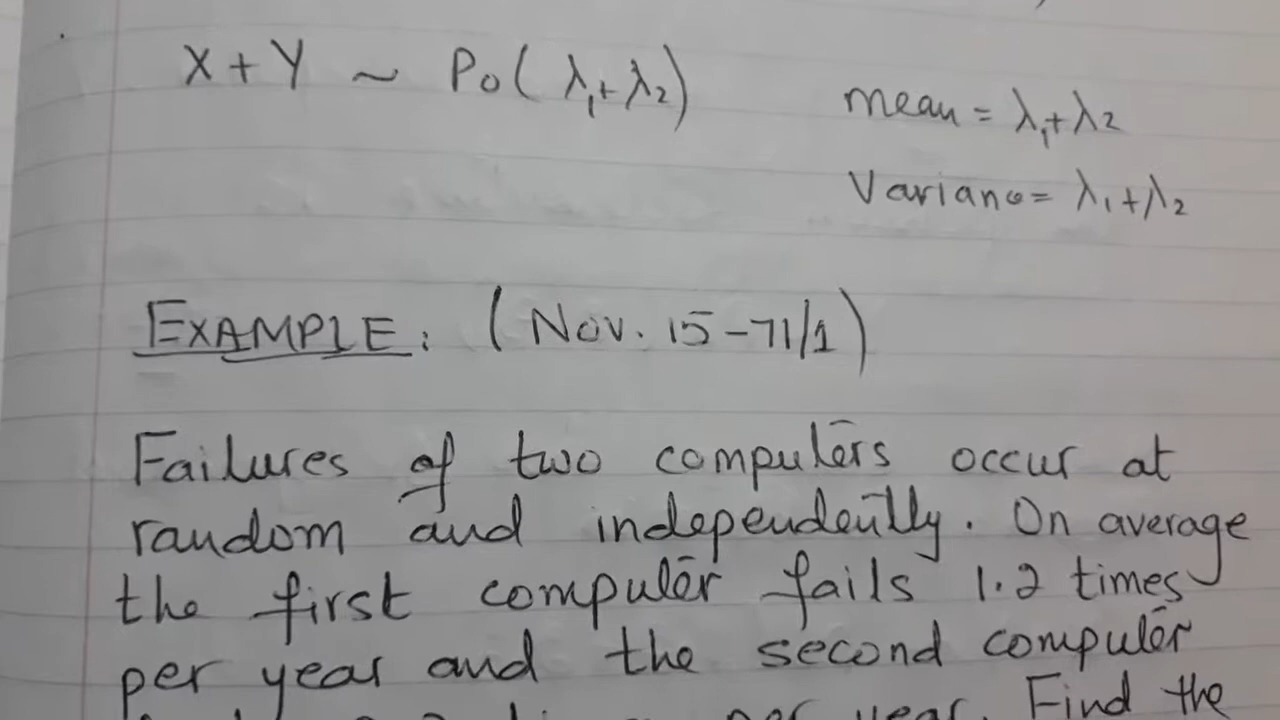 X + Y ~ Po(λ₁+λ₂)
mean = λ₁+λ₂
Variance = λ₁+λ₂
EXAMPLE: (Nov. 15-71/1)
Failures of two computers occur at
random and independently. On average
the first computer fails 1.2 times
per year and the second computer
per year. Find the